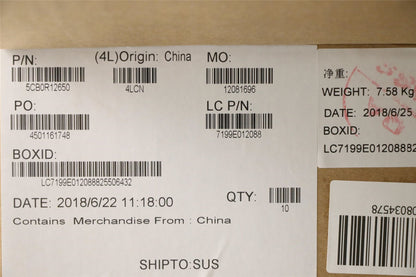 P/N:
(4L)Origin: China
MO:
5CB0R12650
4LCN
12081696
PO:
LC P/N:
4501161748
7199E012088
BOXID:
LC7199E012088825506432
QTY:
10
DATE: 2018/6/22 11:18:00
Contains Merchandise From : China
SHIPTO:SUS
净重:
WEIGHT: 7.58 Kg
DATE: 2018/6/25
BOXID:
LC7199E01208882
08034578